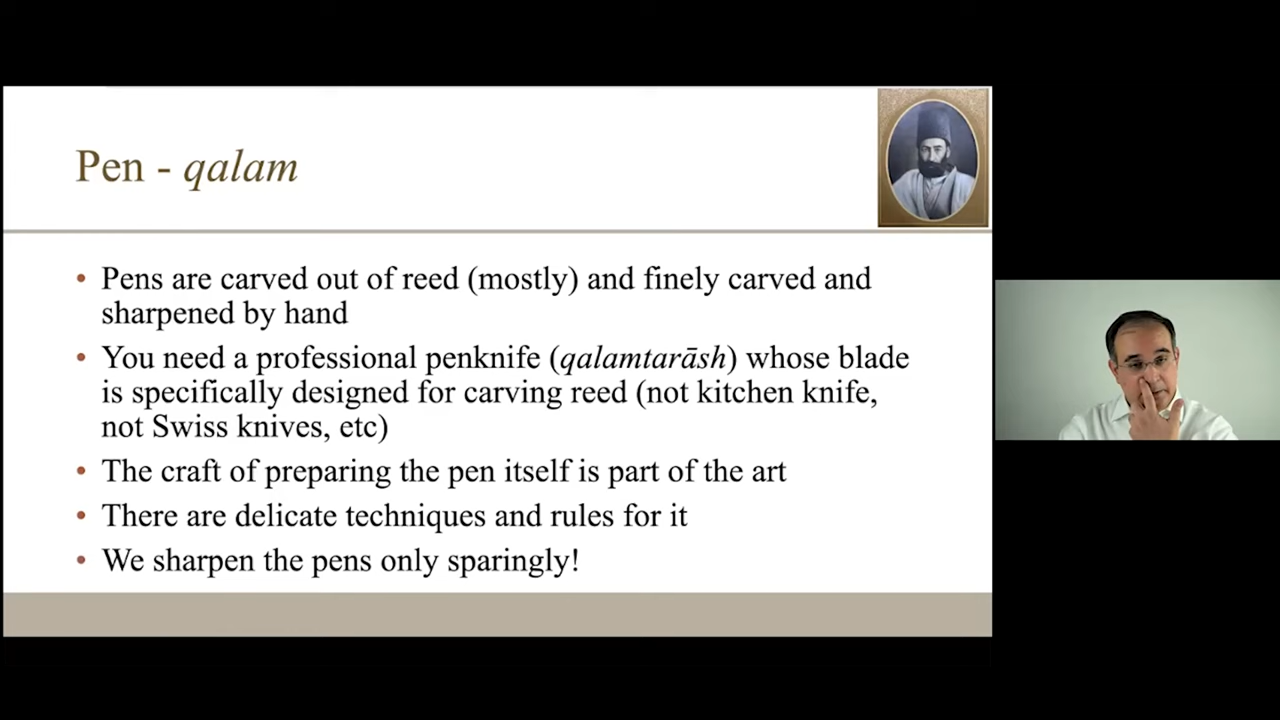 Pen - qalam
• Pens are carved out of reed (mostly) and finely carved and
sharpened by hand
• You need a professional penknife (qalamtarāsh) whose blade
is specifically designed for carving reed (not kitchen knife,
not Swiss knives, etc)
• The craft of preparing the pen itself is part of the art
• There are delicate techniques and rules for it
• We sharpen the pens only sparingly!